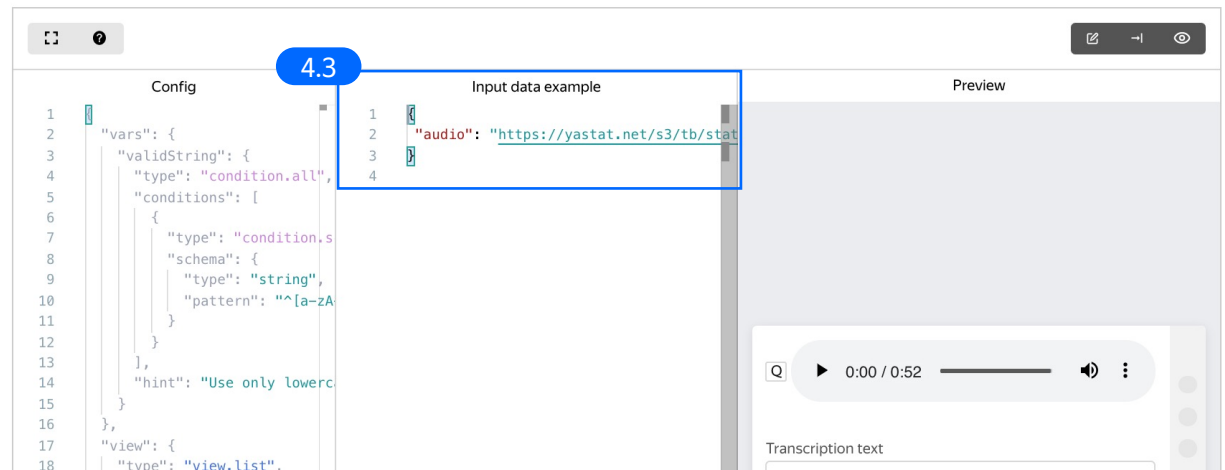 4.3
Config
Input data example
Preview
1 {
2 "vars": {
3 "validString": {
4 "type": "condition.all",
5 "conditions": [
6 {
7 "type": "condition.s
8 "schema": {
9 "type": "string",
10 "pattern": "^[a-zA-
11 }
12 }
13 ],
14 "hint": "Use only lowerc
15 }
16 },
17 "view": {
18 "type": "view.list",
1 {
2 "audio": "https://yastat.net/s3/tb/stat
3 }
4
Q
0:00 / 0:52
Transcription text